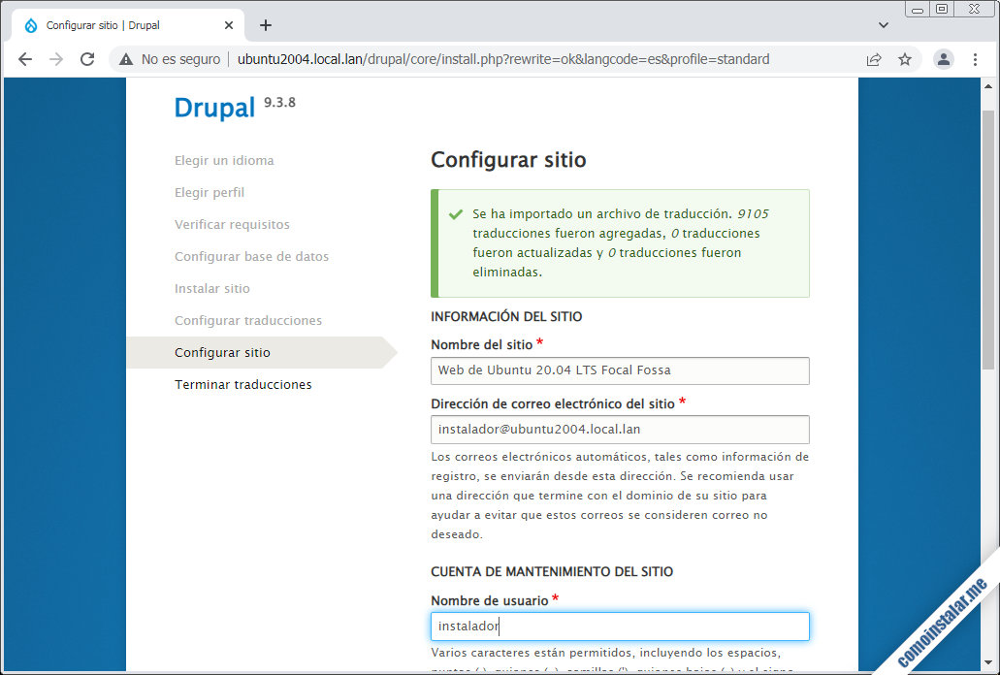 Configurar sitio | Drupal
No es seguro | ubuntu2004.local.lan/drupal/core/install.php?rewrite=ok&langcode=es&profile=standard
Drupal 9.3.8
Elegir un idioma
Elegir perfil
Verificar requisitos
Configurar base de datos
Instalar sitio
Configurar traducciones
Configurar sitio
Terminar traducciones
Configurar sitio
Se ha importado un archivo de traducción. 9105
traducciones fueron agregadas, 0 traducciones
fueron actualizadas y 0 traducciones fueron
eliminadas.
INFORMACIÓN DEL SITIO
Nombre del sitio *
Web de Ubuntu 20.04 LTS Focal Fossa
Dirección de correo electrónico del sitio *
instalador@ubuntu2004.local.lan
Los correos electrónicos automáticos, tales como información de
registro, se enviarán desde esta dirección. Se recomienda usar
una dirección que termine con el dominio de su sitio para
ayudar a evitar que estos correos se consideren correo no
deseado.
CUENTA DE MANTENIMIENTO DEL SITIO
Nombre de usuario *
instalador
Varios caracteres están permitidos, incluyendo los espacios,
puntos (.), guiones (-), comillas ('), guiones bajos (_) y el signo
comoinstalar.me